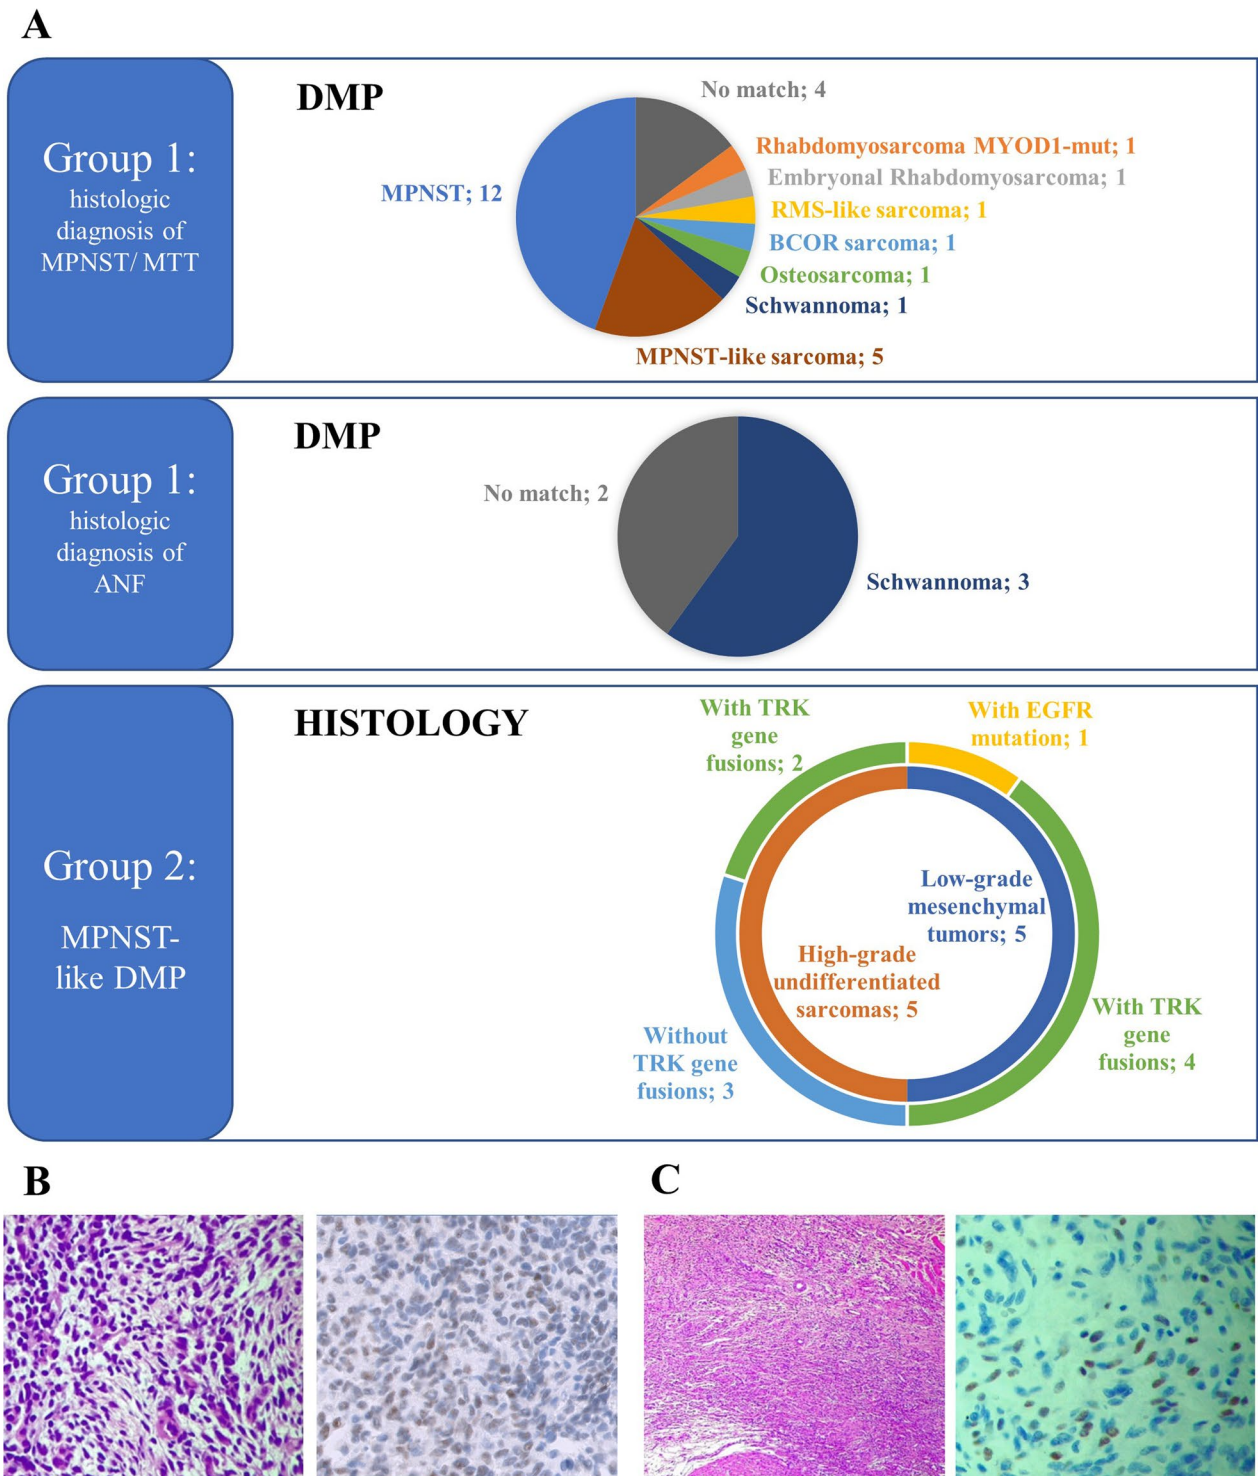 A
Group 1:
histologic
diagnosis of
MPNST/ MTT
DMP
No match; 4
Rhabdomyosarcoma MYOD1-mut; 1
Embryonal Rhabdomyosarcoma; 1
RMS-like sarcoma; 1
BCOR sarcoma; 1
Osteosarcoma; 1
Schwannoma; 1
MPNST-like sarcoma; 5
MPNST; 12
Group 1:
histologic
diagnosis of
ANF
DMP
No match; 2
Schwannoma; 3
Group 2:
MPNST-
like DMP
HISTOLOGY
With TRK
gene
fusions; 2
With EGFR
mutation; 1
Low-grade
mesenchymal
tumors; 5
High-grade
undifferentiated
sarcomas; 5
With TRK
gene
fusions; 4
Without
TRK gene
fusions; 3
B
C